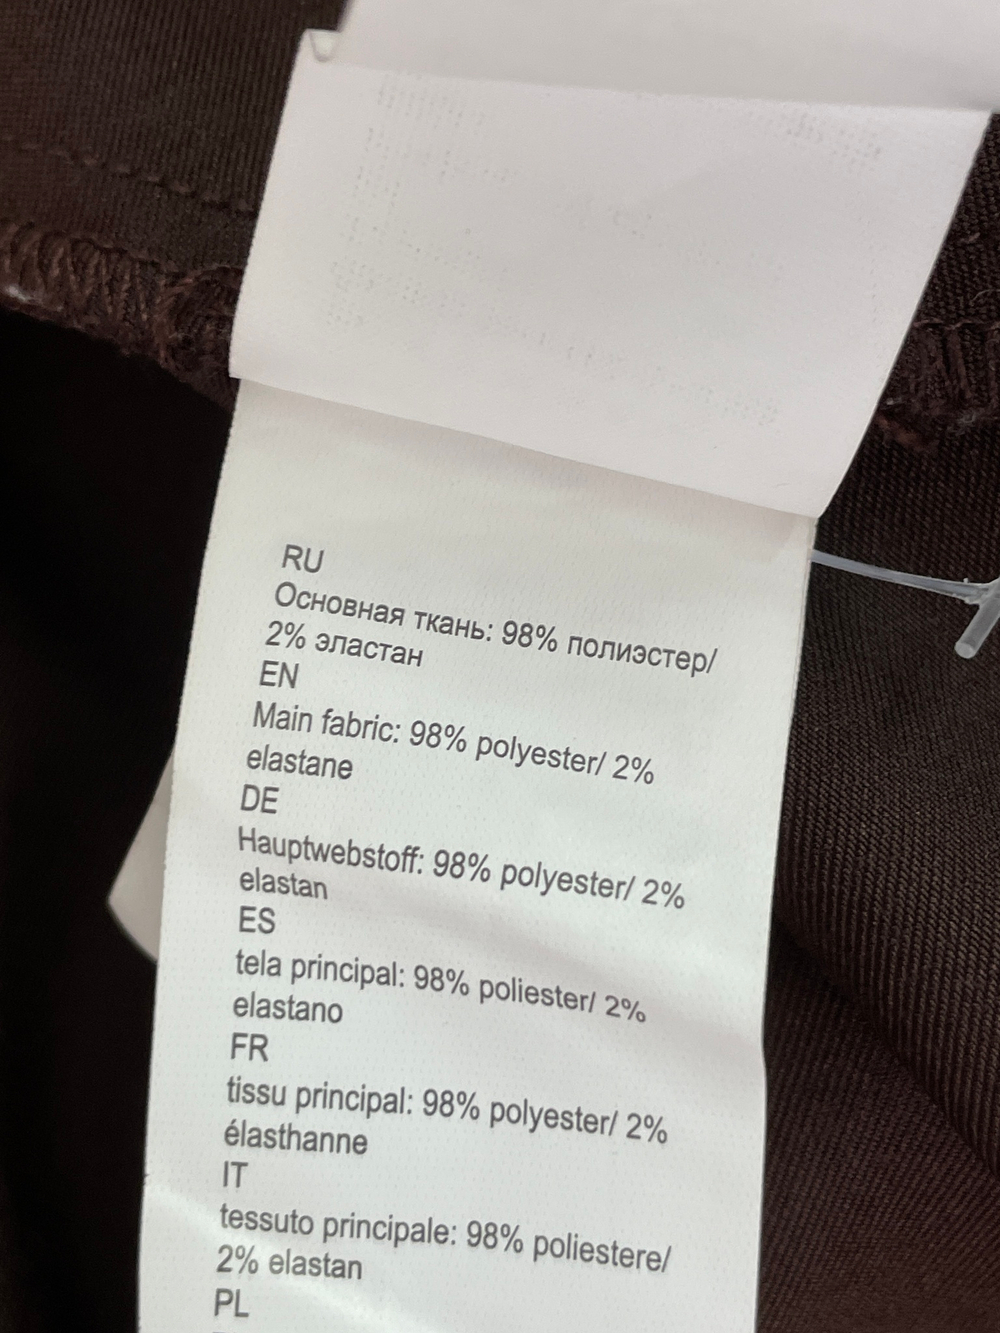 RU
Основная ткань: 98% полиэстер/
2% эластан
EN
Main fabric: 98% polyester/ 2%
elastane
DE
Hauptwebstoff: 98% polyester/ 2%
elastan
ES
tela principal: 98% poliester/ 2%
elastano
FR
tissu principal: 98% polyester/ 2%
élasthanne
IT
tessuto principale: 98% poliestere/
2% elastan
PL